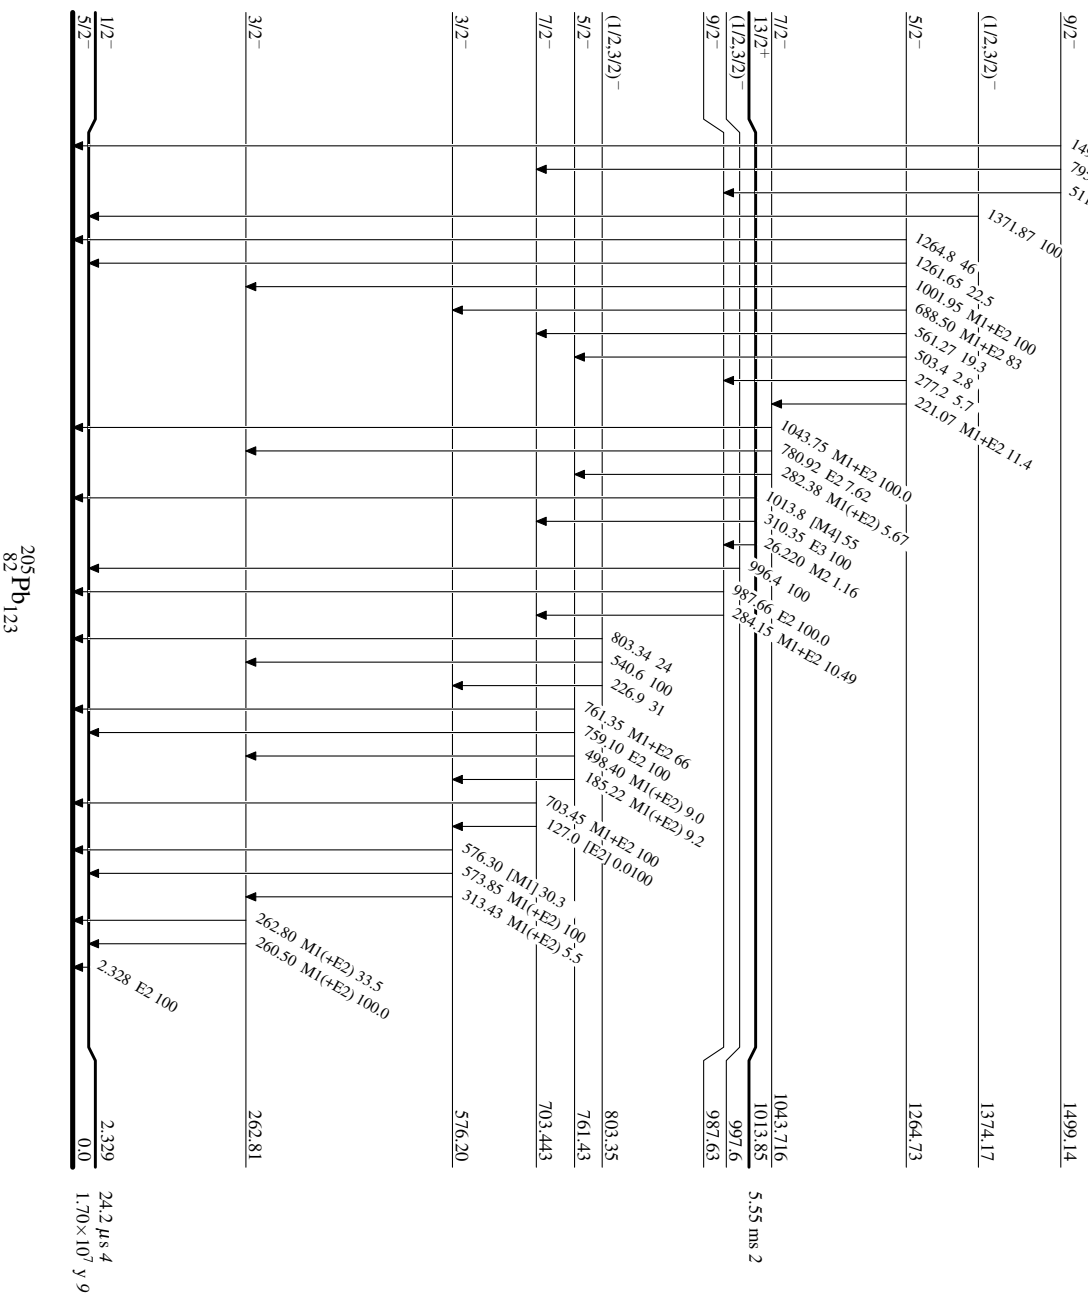 9/2−
(1/2,3/2)−
5/2−
7/2−
13/2+
(1/2,3/2)−
9/2−
(1/2,3/2)−
5/2−
7/2−
3/2−
3/2−
1/2−
5/2−
1371.87 100
1264.8 46
1261.65 22.5
1001.95 M1+E2 100
688.50 M1+E2 83
561.27 19.3
503.4 2.8
277.2 5.7
221.07 M1+E2 11.4
1043.75 M1+E2 100.0
780.92 E2 7.62
282.38 M1(+E2) 5.67
1013.8 [M4] 55
310.35 E3 100
26.220 M2 1.16
996.4 100
987.66 E2 100.0
284.15 M1+E2 10.49
803.34 24
540.6 100
226.9 31
761.35 M1+E2 66
759.10 E2 100
498.40 M1(+E2) 9.0
185.22 M1(+E2) 9.2
703.45 M1+E2 100
127.0 [E2] 0.0100
576.30 [M1] 30.3
573.85 M1(+E2) 100
313.43 M1(+E2) 5.5
262.80 M1(+E2) 33.5
260.50 M1(+E2) 100.0
2.328 E2 100
1499.14
1374.17
1264.73
1043.716
1013.85
997.6
987.63
803.35
761.43
703.443
576.20
262.81
2.329
0.0
5.55 ms 2
24.2 μs 4
1.70×10⁷ y 9
²⁰⁵₈₂Pb₁₂₃